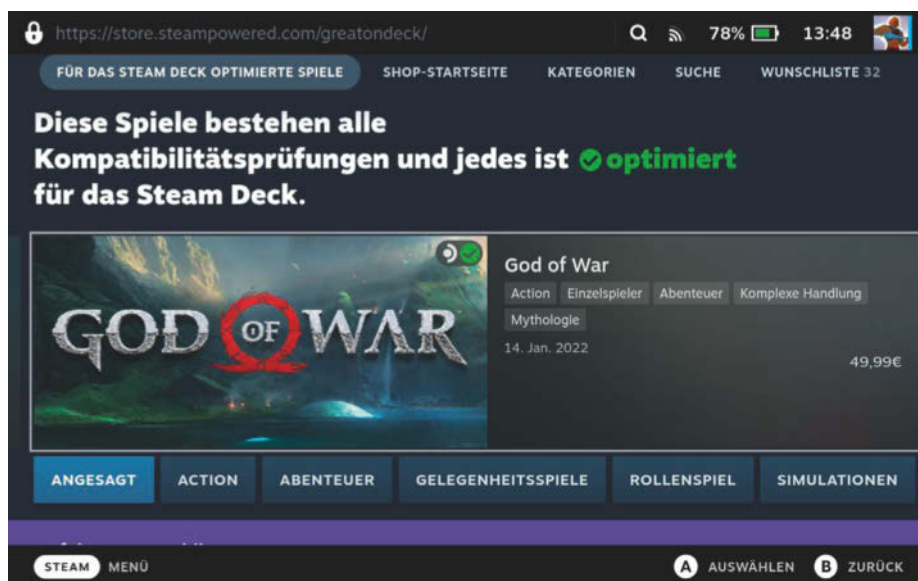 https://store.steampowered.com/greatondeck/ 78% 13:48
FÜR DAS STEAM DECK OPTIMIERTE SPIELE SHOP-STARTSEITE KATEGORIEN SUCHE WUNSCHLISTE 32
Diese Spiele bestehen alle
Kompatibilitätsprüfungen und jedes ist optimiert
für das Steam Deck.
GOD OF WAR
God of War
Action Einzelspieler Abenteuer Komplexe Handlung
Mythologie
14. Jan. 2022
49,99€
ANGESAGT ACTION ABENTEUER GELEGENHEITSSPIELE ROLLENSPIEL SIMULATIONEN
STEAM MENÜ A AUSWÄHLEN B ZURÜCK